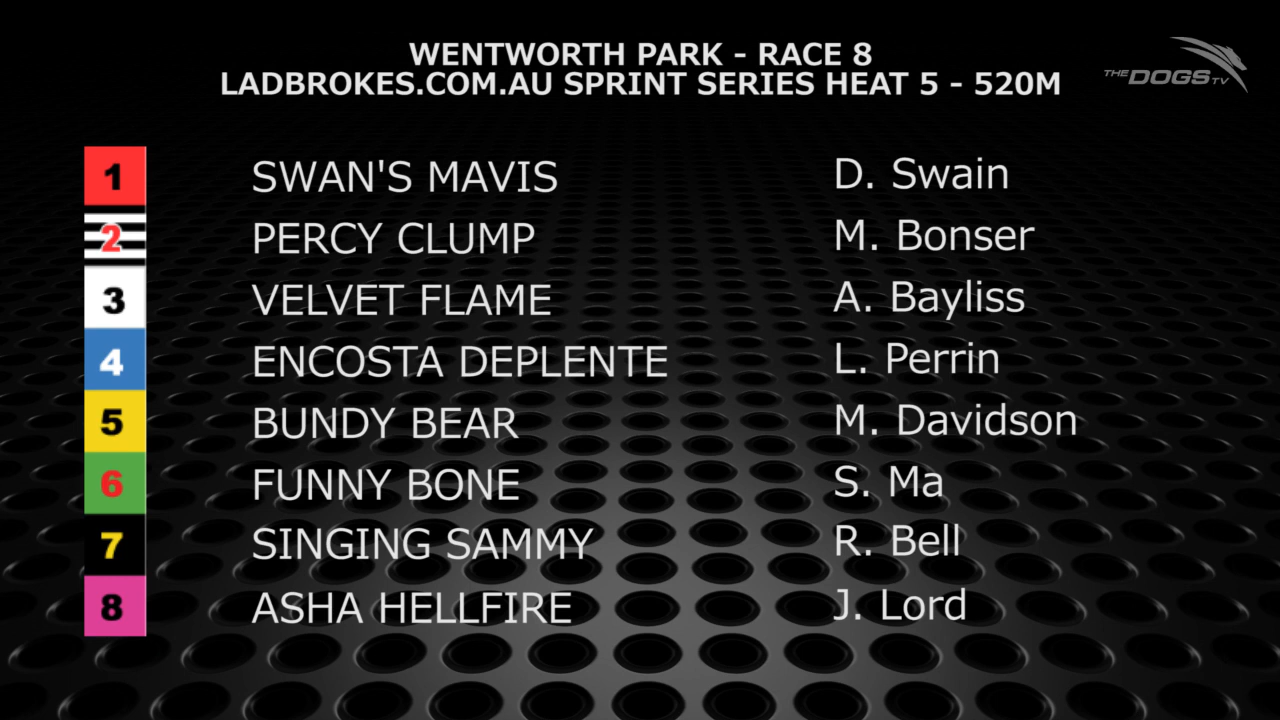 WENTWORTH PARK - RACE 8
LADBROKES.COM.AU SPRINT SERIES HEAT 5 - 520M
THE DOGS TV
1 SWAN'S MAVIS D. Swain
2 PERCY CLUMP M. Bonser
3 VELVET FLAME A. Bayliss
4 ENCOSTA DEPLENTE L. Perrin
5 BUNDY BEAR M. Davidson
6 FUNNY BONE S. Ma
7 SINGING SAMMY R. Bell
8 ASHA HELLFIRE J. Lord